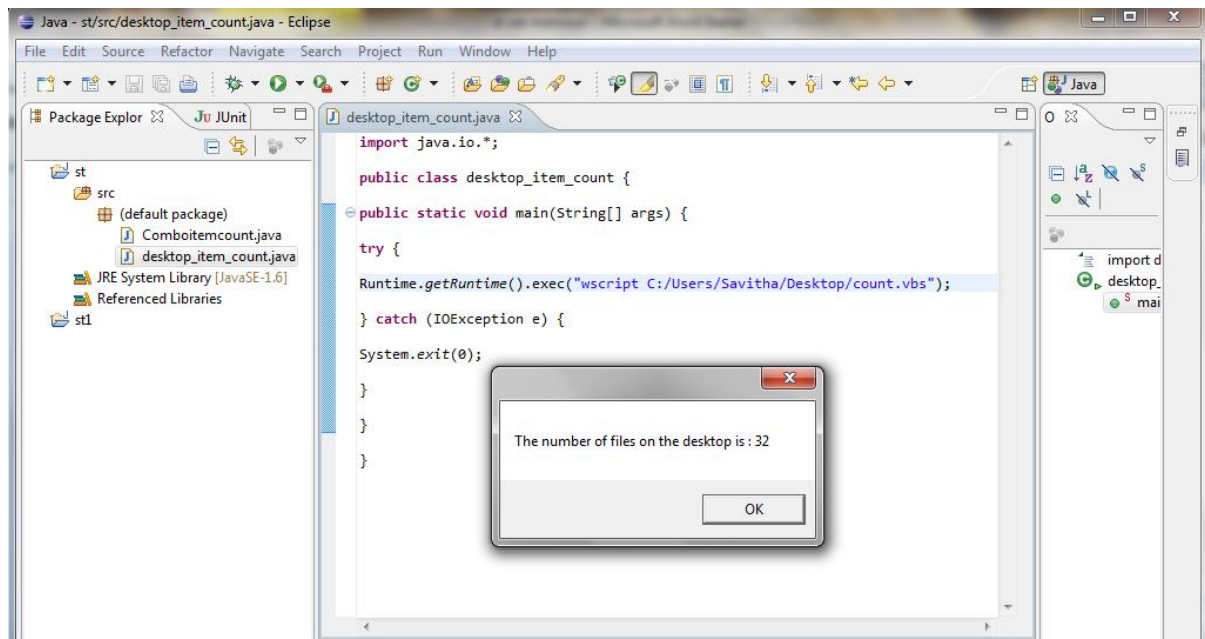 Java - st/src/desktop_item_count.java - Eclipse
File Edit Source Refactor Navigate Search Project Run Window Help
Java
Package Explor
Ju JUnit
desktop_item_count.java
O
st
src
(default package)
Comboitemcount.java
desktop_item_count.java
JRE System Library [JavaSE-1.6]
Referenced Libraries
st1
import java.io.*;
public class desktop_item_count {
public static void main(String[] args) {
try {
Runtime.getRuntime().exec("wscript C:/Users/Savitha/Desktop/count.vbs");
} catch (IOException e) {
System.exit(0);
}
}
}
The number of files on the desktop is : 32
OK
import d
desktop_
mai